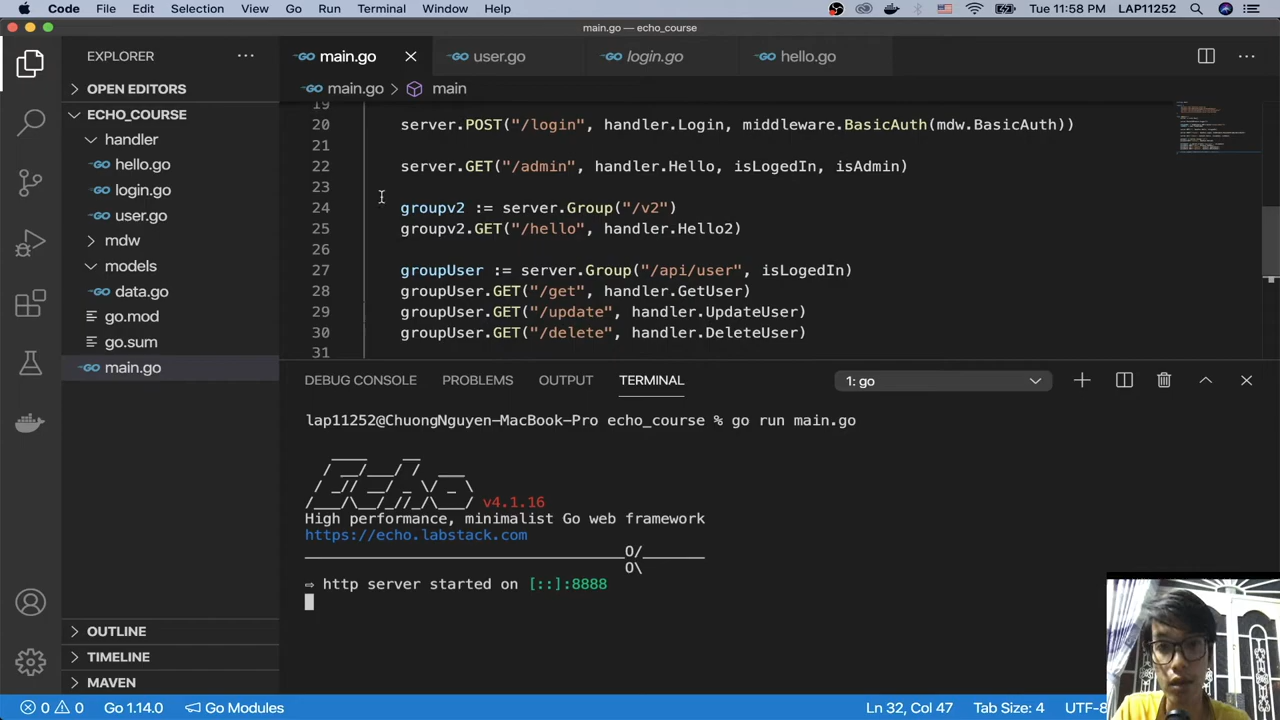 Code File Edit Selection View Go Run Terminal Window Help Tue 11:58 PM LAP11252
main.go — echo_course
EXPLORER
main.go
user.go
login.go
hello.go
OPEN EDITORS
main.go > main
ECHO_COURSE
handler
hello.go
login.go
user.go
mdw
models
data.go
go.mod
go.sum
main.go
OUTLINE
TIMELINE
MAVEN
19
20 server.POST("/login", handler.Login, middleware.BasicAuth(mdw.BasicAuth))
21
22 server.GET("/admin", handler.Hello, isLogedIn, isAdmin)
23
24 groupv2 := server.Group("/v2")
25 groupv2.GET("/hello", handler.Hello2)
26
27 groupUser := server.Group("/api/user", isLogedIn)
28 groupUser.GET("/get", handler.GetUser)
29 groupUser.GET("/update", handler.UpdateUser)
30 groupUser.GET("/delete", handler.DeleteUser)
31
DEBUG CONSOLE PROBLEMS OUTPUT TERMINAL 1: go
lap11252@ChuongNguyen-MacBook-Pro echo_course % go run main.go
Echo v4.1.16
High performance, minimalist Go web framework
https://echo.labstack.com
____________________________________O/_______
O\
⇨ http server started on [::]:8888
0 0 Go 1.14.0 Go Modules Ln 32, Col 47 Tab Size: 4 UTF-8